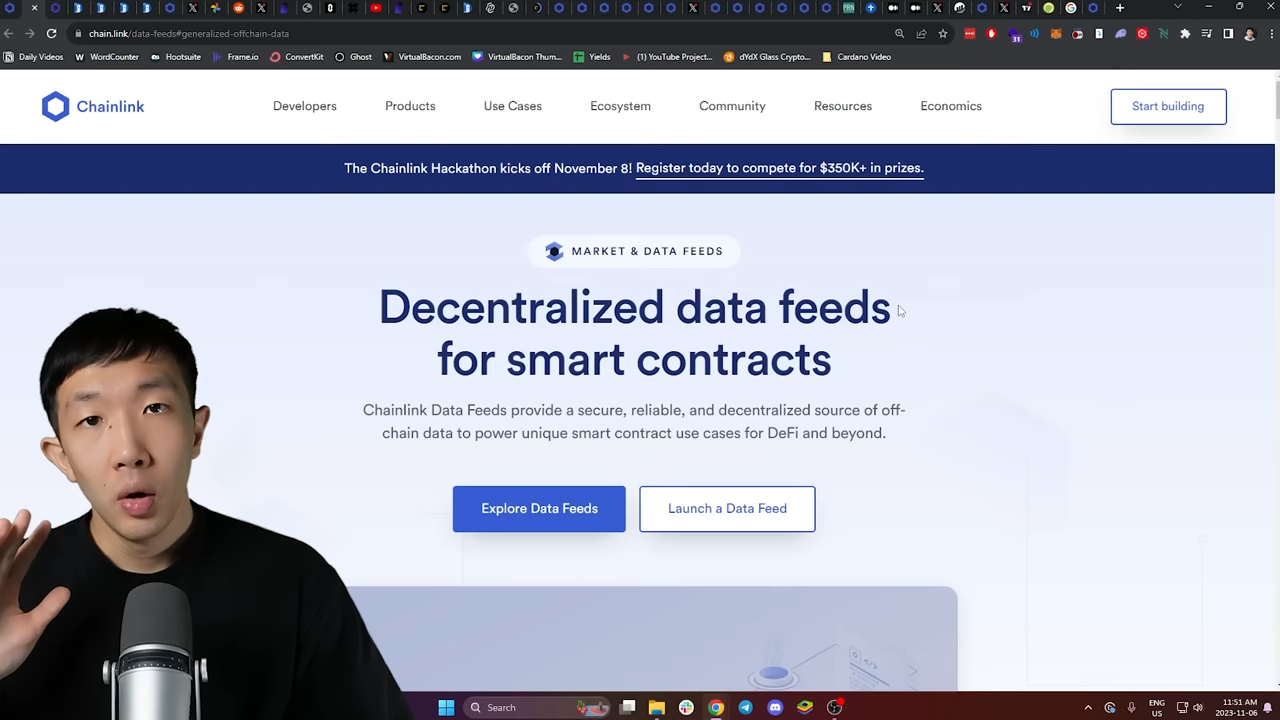 chain.link/data-feeds#generalized-offchain-data
31
Daily Videos
WordCounter
Hootsuite
Frame.io
ConvertKit
Ghost
VirtualBacon.com
VirtualBacon Thum...
Yields
(1) YouTube Project...
dYdX Glass Crypto...
Cardano Video
Chainlink
Developers
Products
Use Cases
Ecosystem
Community
Resources
Economics
Start building
The Chainlink Hackathon kicks off November 8! Register today to compete for $350K+ in prizes.
MARKET & DATA FEEDS
Decentralized data feeds
for smart contracts
Chainlink Data Feeds provide a secure, reliable, and decentralized source of off-
chain data to power unique smart contract use cases for DeFi and beyond.
Explore Data Feeds
Launch a Data Feed
Search
ENG
US
11:51 AM
2023-11-06